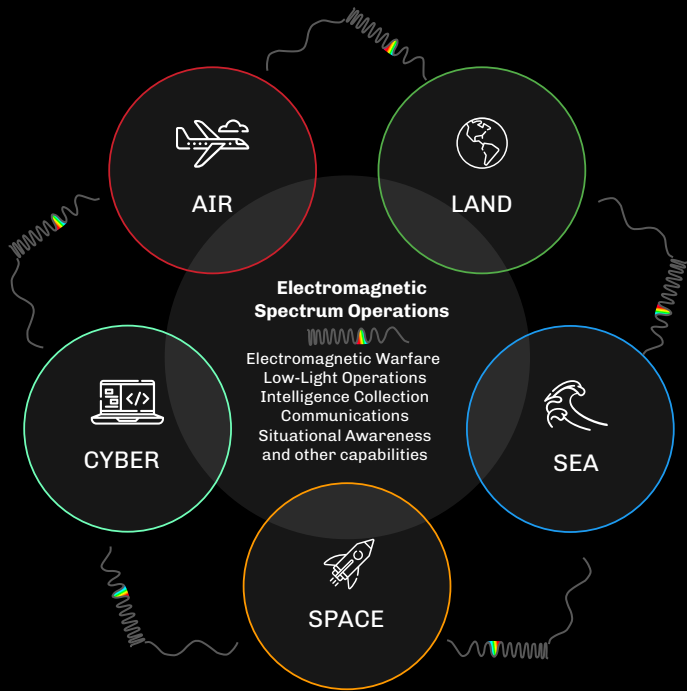 AIR
LAND
Electromagnetic
Spectrum Operations
Electromagnetic Warfare
Low-Light Operations
Intelligence Collection
Communications
Situational Awareness
and other capabilities
</>
CYBER
SEA
SPACE